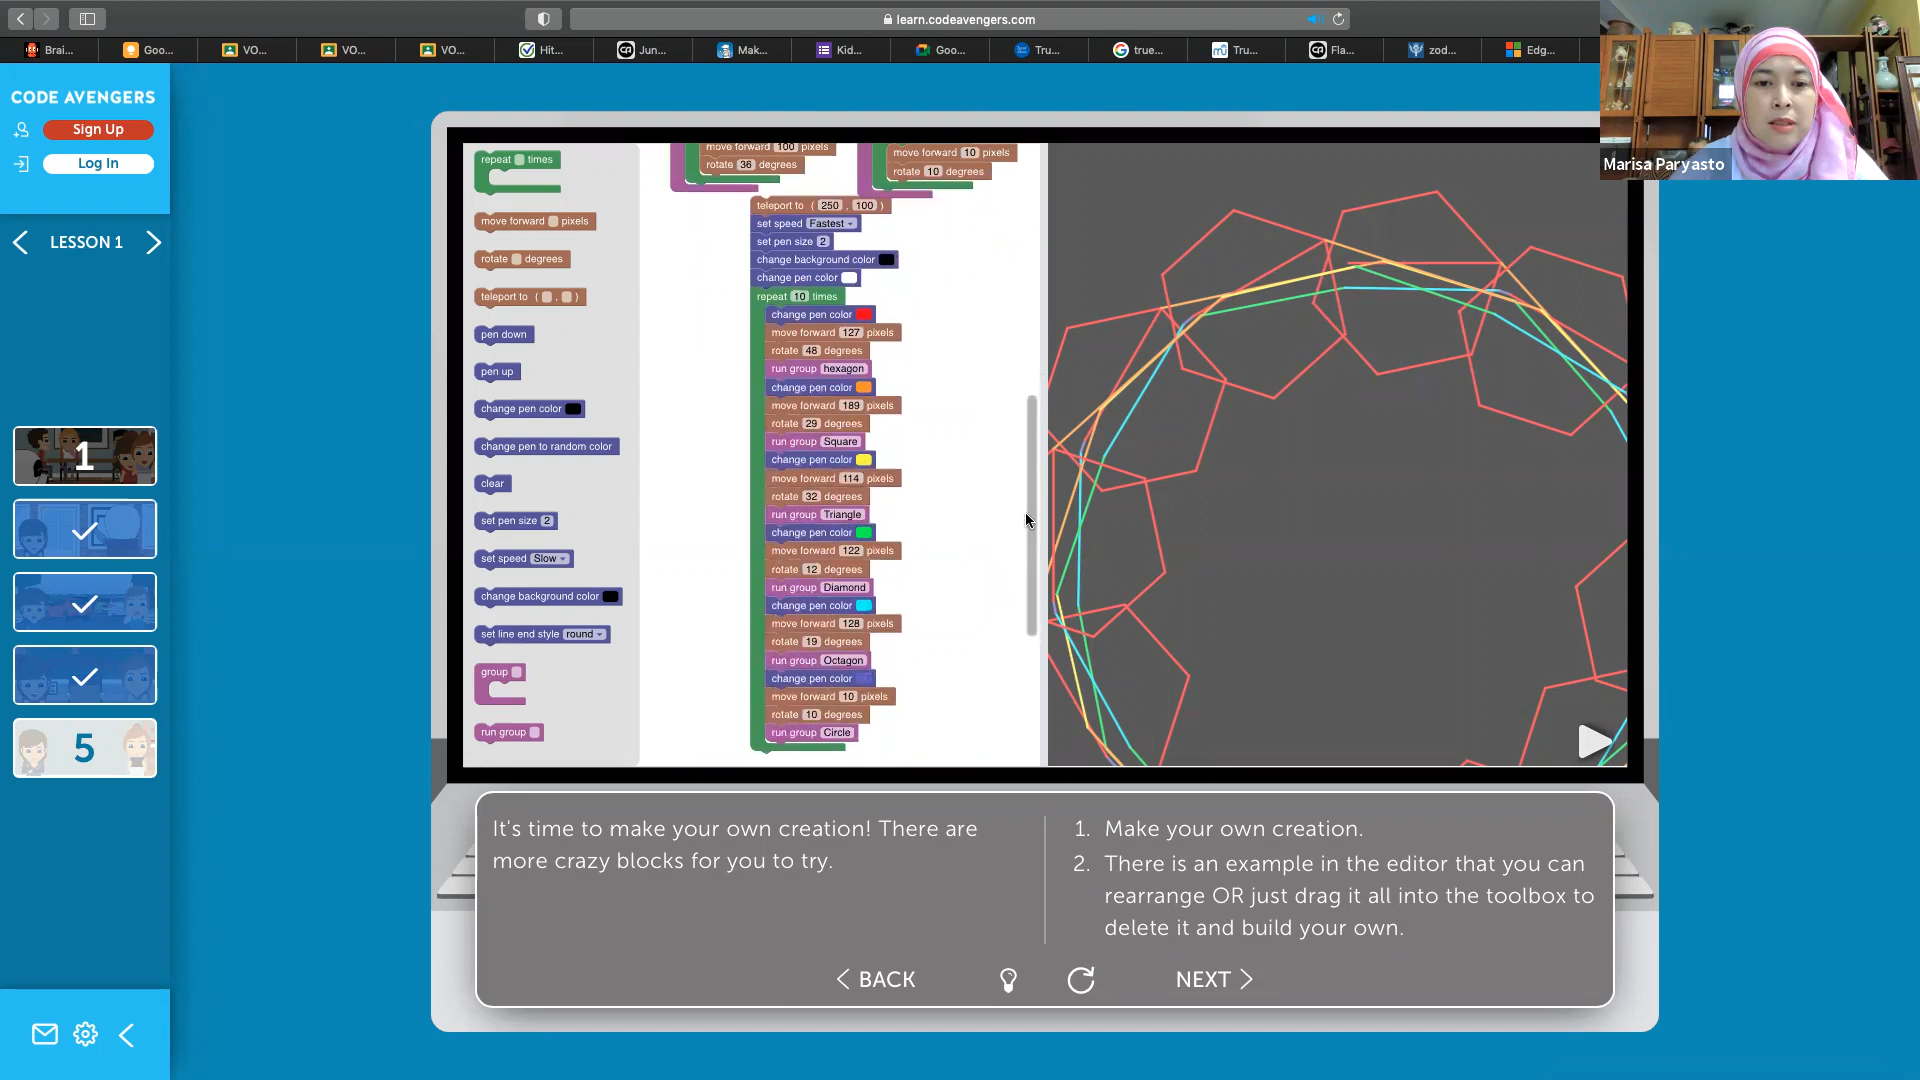 learn.codeavengers.com
Brai...
Goo...
VO...
VO...
VO...
Hit...
Jun...
Mak...
Kid...
Goo...
Tru...
true...
Tru...
Fla...
zod...
Edg...
Marisa Paryasto
CODE AVENGERS
Sign Up
Log In
LESSON 1
1
5
repeat times
move forward pixels
rotate degrees
teleport to ( , )
pen down
pen up
change pen color
change pen to random color
clear
set pen size 2
set speed Slow
change background color
set line end style round
group
run group
move forward 100 pixels
rotate 36 degrees
move forward 10 pixels
rotate 10 degrees
teleport to ( 250 , 100 )
set speed Fastest
set pen size 2
change background color
change pen color
repeat 10 times
change pen color
move forward 127 pixels
rotate 48 degrees
run group hexagon
change pen color
move forward 189 pixels
rotate 29 degrees
run group Square
change pen color
move forward 114 pixels
rotate 32 degrees
run group Triangle
change pen color
move forward 122 pixels
rotate 12 degrees
run group Diamond
change pen color
move forward 128 pixels
rotate 19 degrees
run group Octagon
change pen color
move forward 10 pixels
rotate 10 degrees
run group Circle
It's time to make your own creation! There are
more crazy blocks for you to try.
1. Make your own creation.
2. There is an example in the editor that you can
rearrange OR just drag it all into the toolbox to
delete it and build your own.
BACK
NEXT